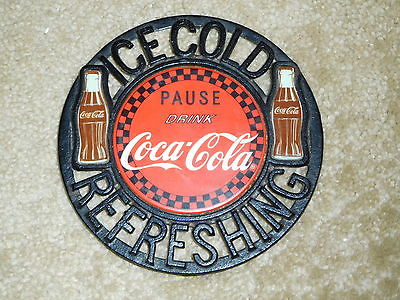 ICE COLD
PAUSE
DRINK
Coca-Cola
Coca-Cola
Coca-Cola
REFRESHING